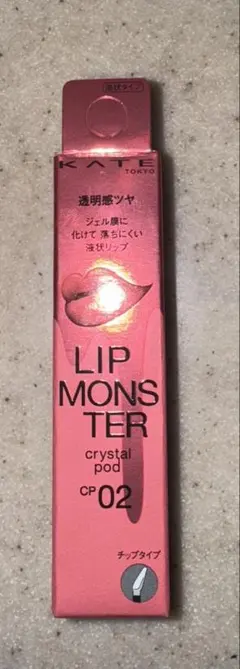 液状タイプ
KATE
TOKYO
透明感ツヤ
ジェル膜に
化けて 落ちにくい
液状リップ
LIP
MONS
TER
crystal
pod
CP 02
チップタイプ